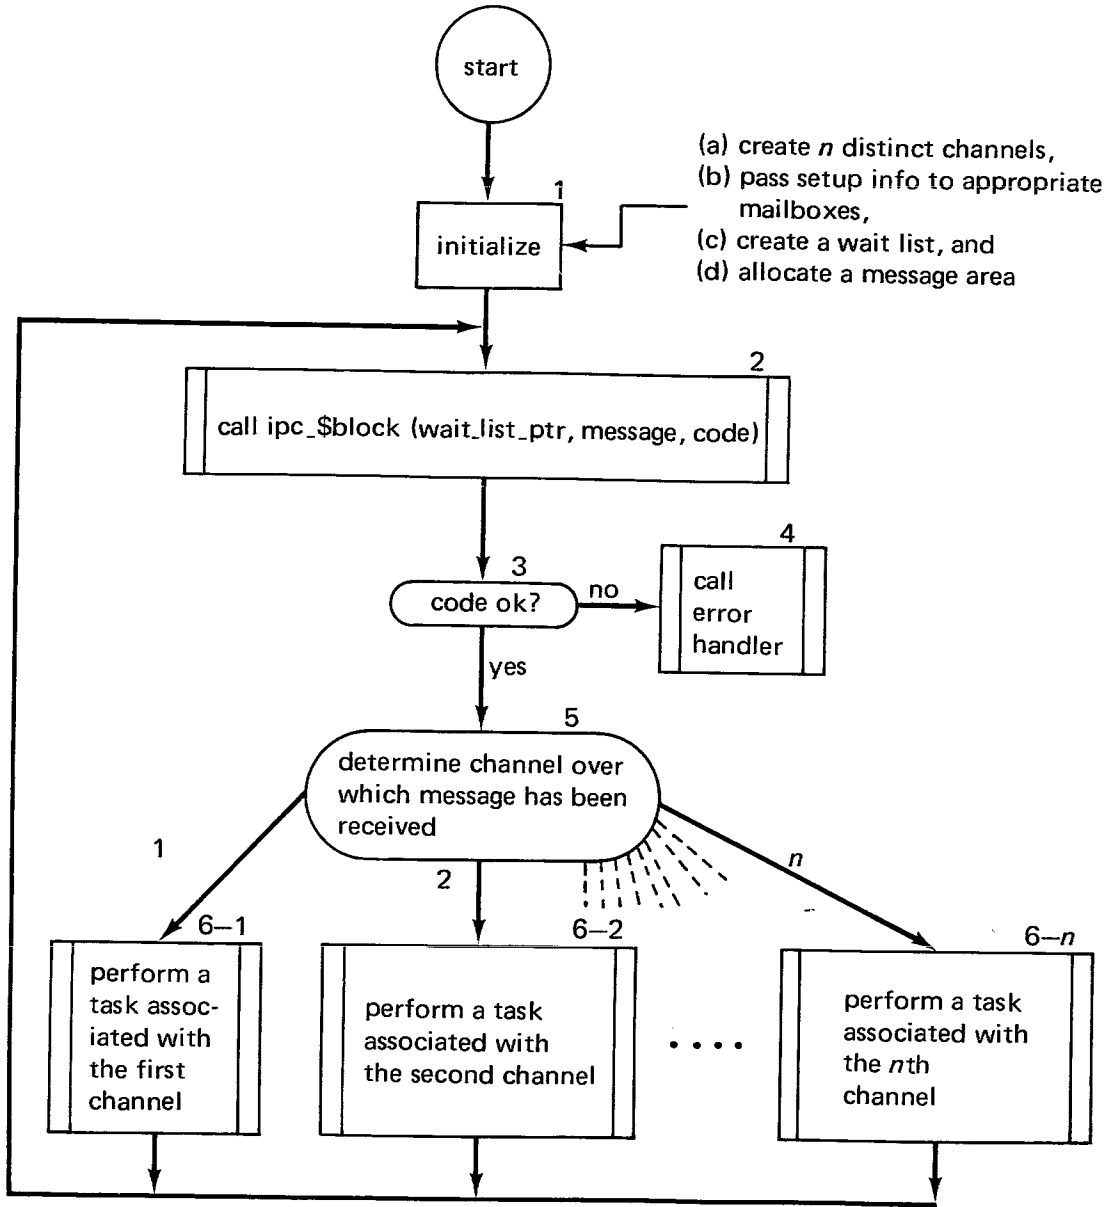 start
(a) create n distinct channels,
(b) pass setup info to appropriate
mailboxes,
(c) create a wait list, and
(d) allocate a message area
1
initialize
2
call ipc_$block (wait_list_ptr, message, code)
3
code ok?
no
4
call
error
handler
yes
5
determine channel over
which message has been
received
1
2
n
6–1
perform a
task assoc-
iated with
the first
channel
6–2
perform a task
associated with
the second channel
. . . .
6–n
perform a task
associated with
the nth
channel